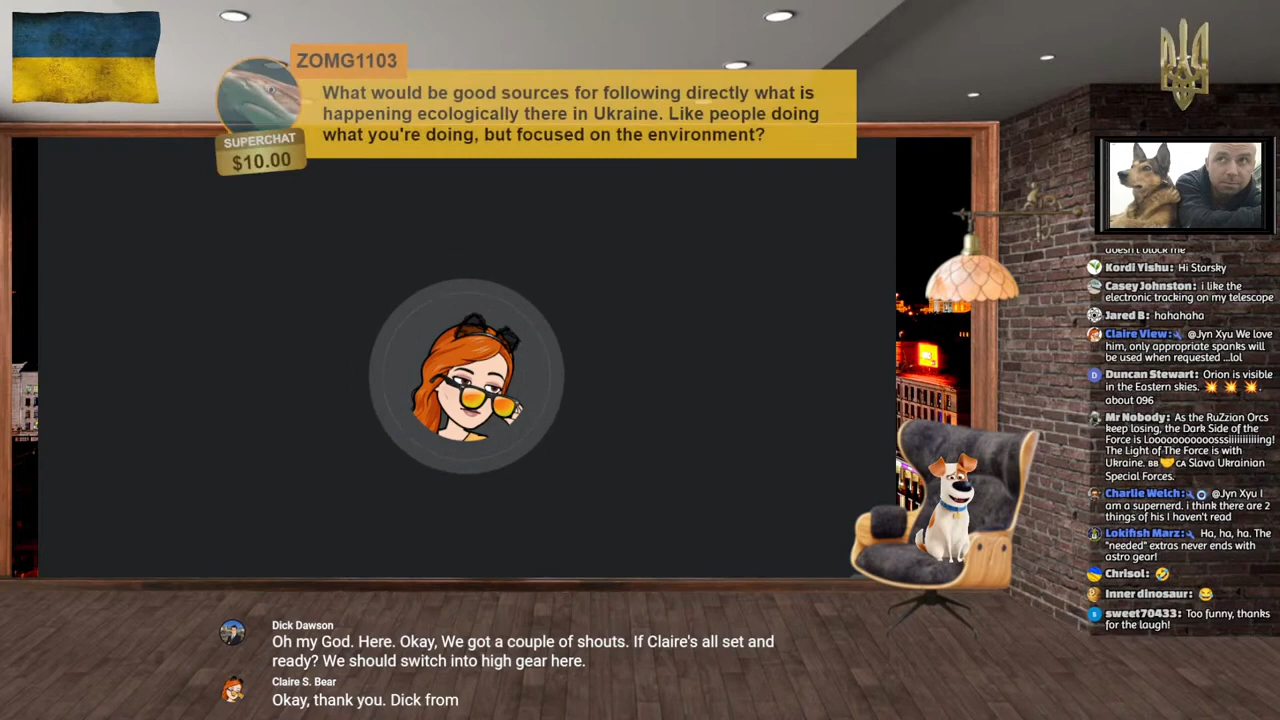 ZOMG1103
What would be good sources for following directly what is
happening ecologically there in Ukraine. Like people doing
what you're doing, but focused on the environment?
SUPERCHAT
$10.00
doesn't block me
Kordi Yishu: Hi Starsky
Casey Johnston: i like the
electronic tracking on my telescope
Jared B: hahahaha
Claire View: @Jyn Xyu We love
him, only appropriate spanks will
be used when requested ...lol
D
Duncan Stewart: Orion is visible
in the Eastern skies. 💥 💥 💥.
about 096
Mr Nobody: As the RuZzian Orcs
keep losing, the Dark Side of the
Force is Looooooooooosssiiiiiiiiiing!
The Light of The Force is with
Ukraine. BB🤝CA Slava Ukrainian
Special Forces.
Charlie Welch: @Jyn Xyu I
am a supernerd. i think there are 2
things of his I haven't read
Lokifish Marz: Ha, ha, ha. The
"needed" extras never ends with
astro gear!
Chrisol: 🤣
Inner dinosaur: 😂
s
sweet70433: Too funny, thanks
for the laugh!
Dick Dawson
Oh my God. Here. Okay, We got a couple of shouts. If Claire's all set and
ready? We should switch into high gear here.
Claire S. Bear
Okay, thank you. Dick from